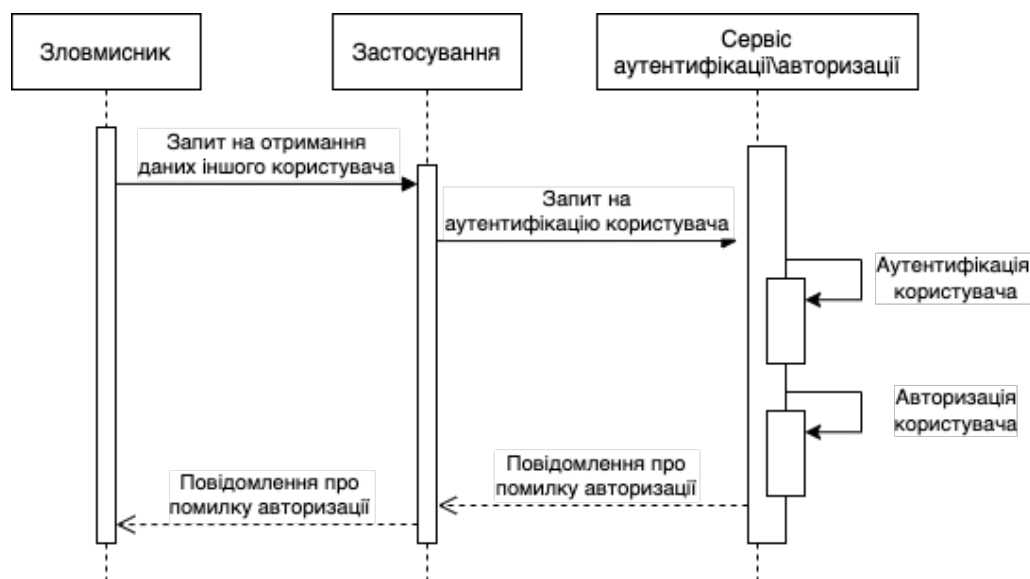 Зловмисник
Застосування
Сервіс
аутентифікації\авторизації
Запит на отримання
даних іншого користувача
Запит на
аутентифікацію користувача
Аутентифікація
користувача
Авторизація
користувача
Повідомлення про
помилку авторизації
Повідомлення про
помилку авторизації